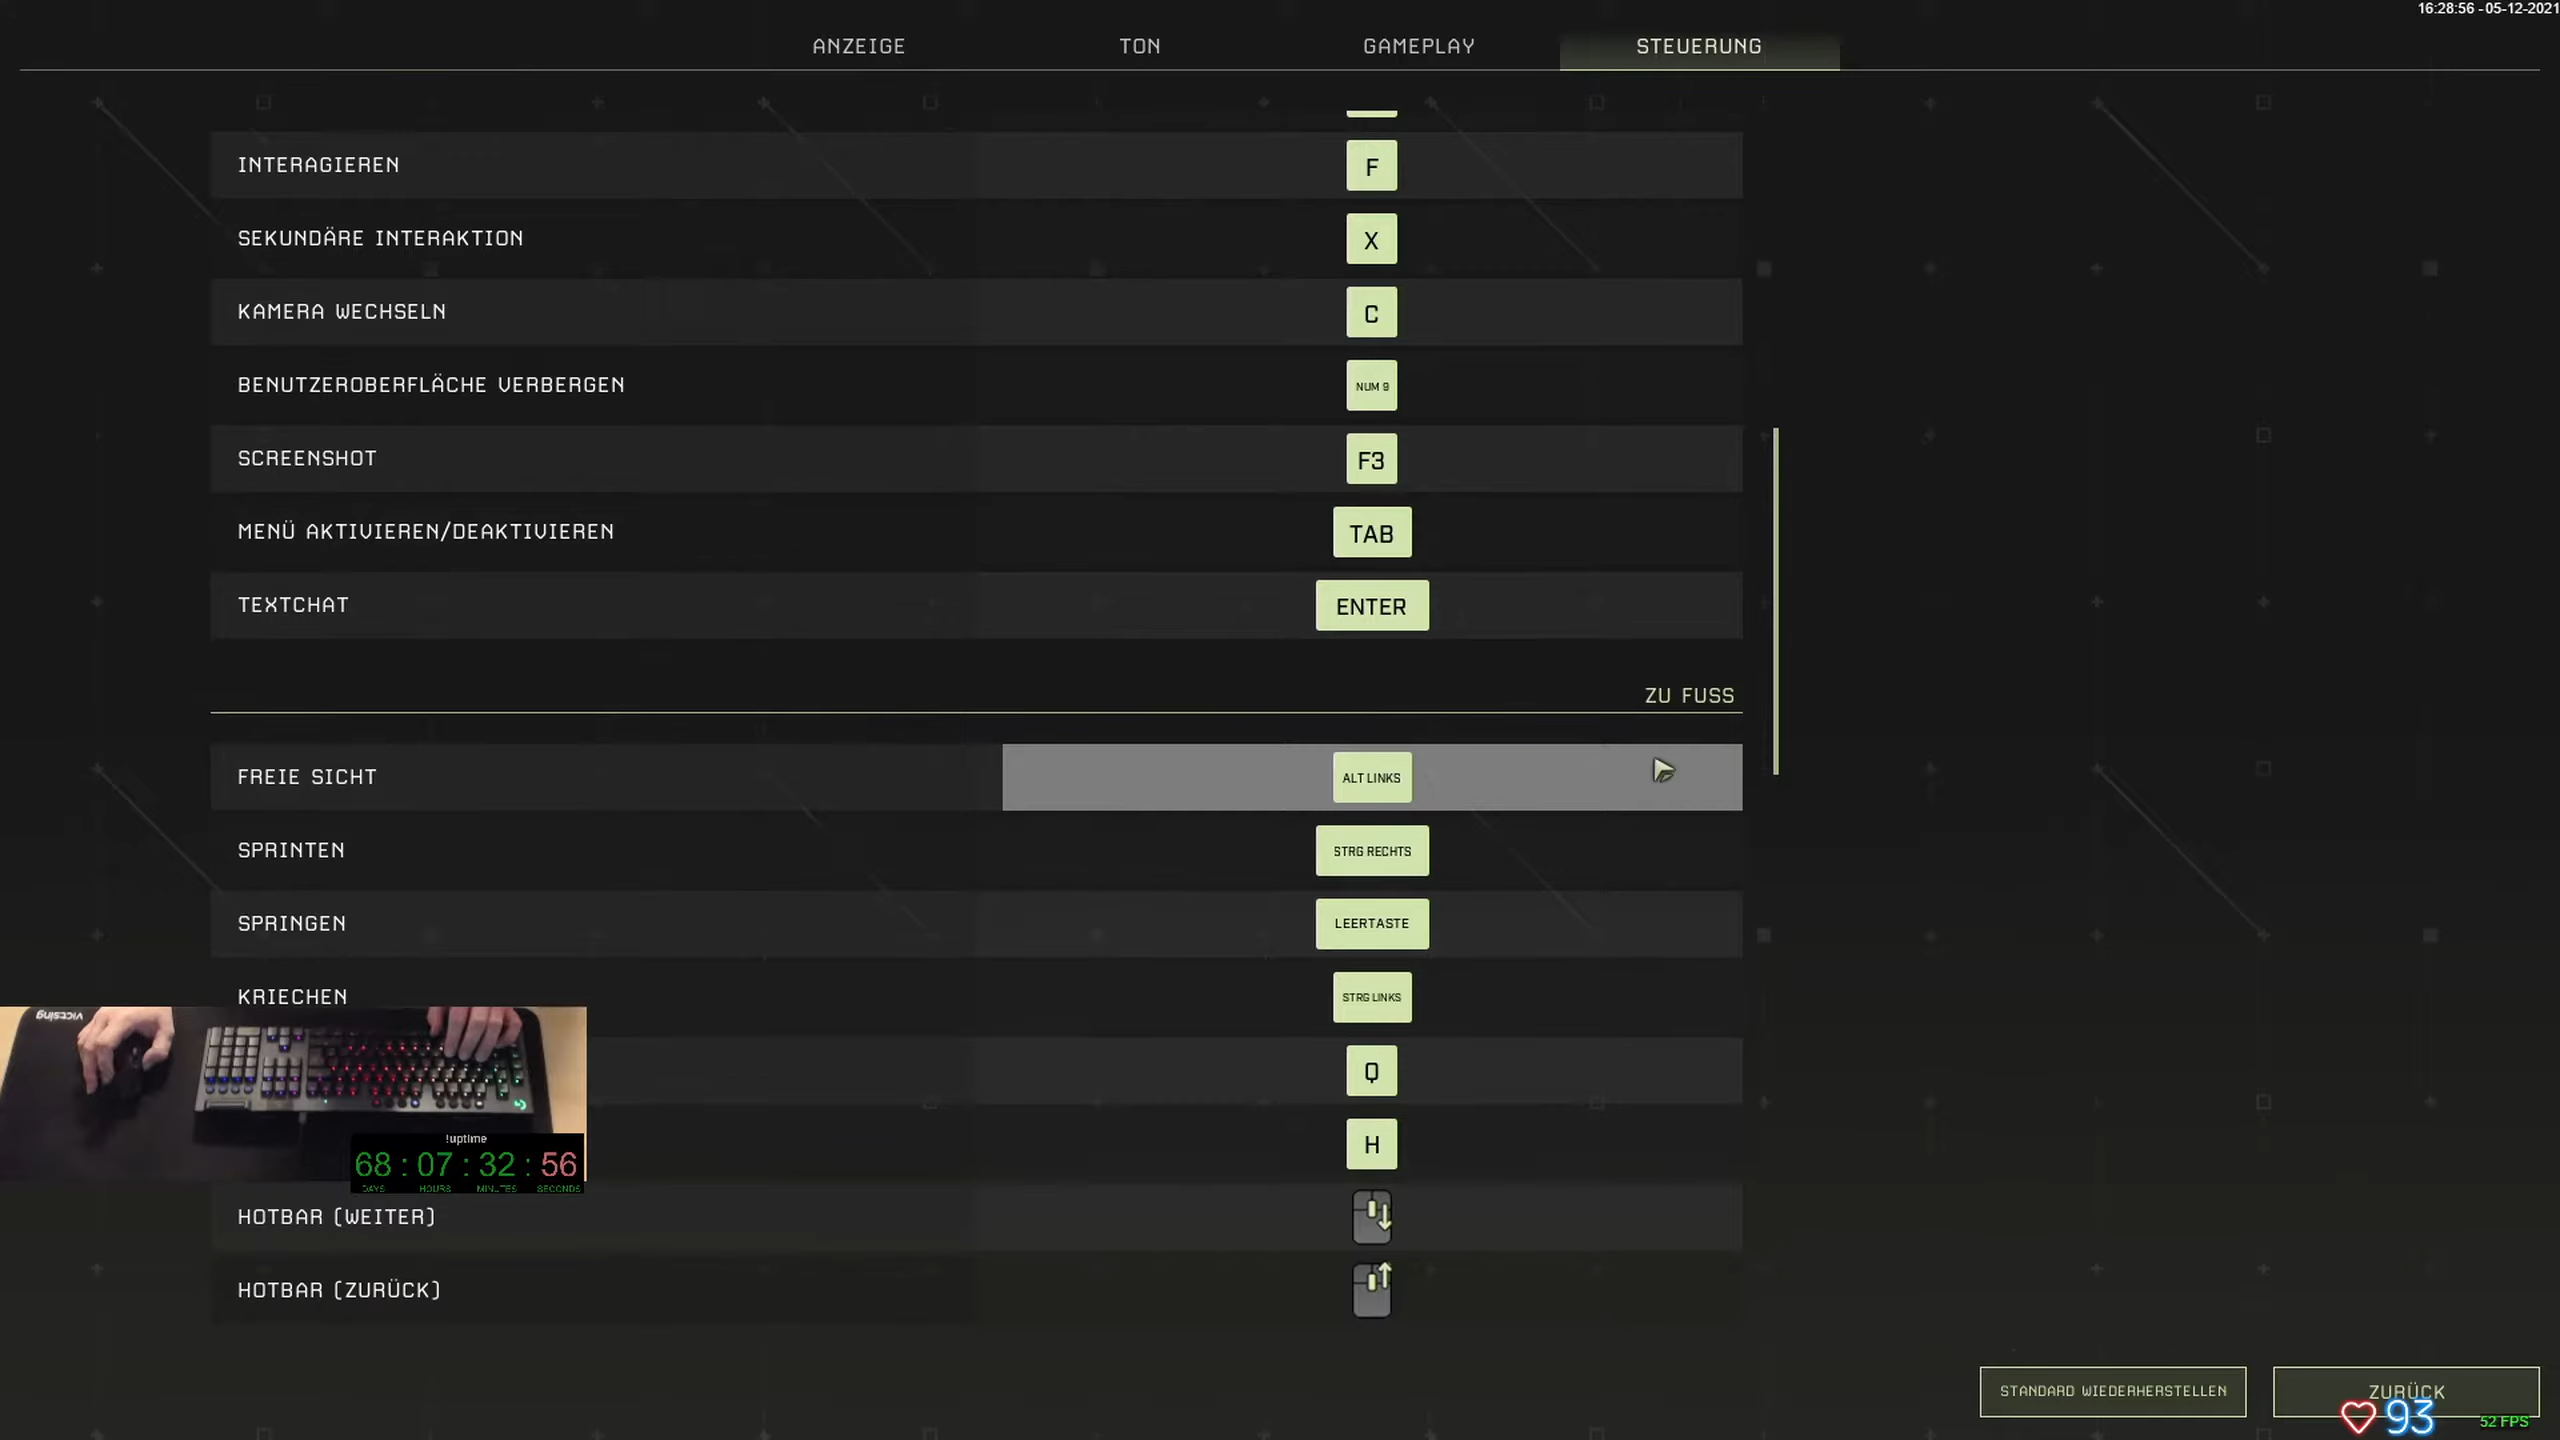 16:28:56 -05-12-2021
ANZEIGE TON GAMEPLAY STEUERUNG
INTERAGIEREN F
SEKUNDÄRE INTERAKTION X
KAMERA WECHSELN C
BENUTZEROBERFLÄCHE VERBERGEN NUM 9
SCREENSHOT F3
MENÜ AKTIVIEREN/DEAKTIVIEREN TAB
TEXTCHAT ENTER
ZU FUSS
FREIE SICHT ALT LINKS
SPRINTEN STRG RECHTS
SPRINGEN LEERTASTE
KRIECHEN STRG LINKS
victsing
Q
!uptime
H
68 : 07 : 32 : 56
DAYS HOURS MINUTES SECONDS
HOTBAR (WEITER)
HOTBAR (ZURÜCK)
STANDARD WIEDERHERSTELLEN ZURÜCK
93 52 FPS